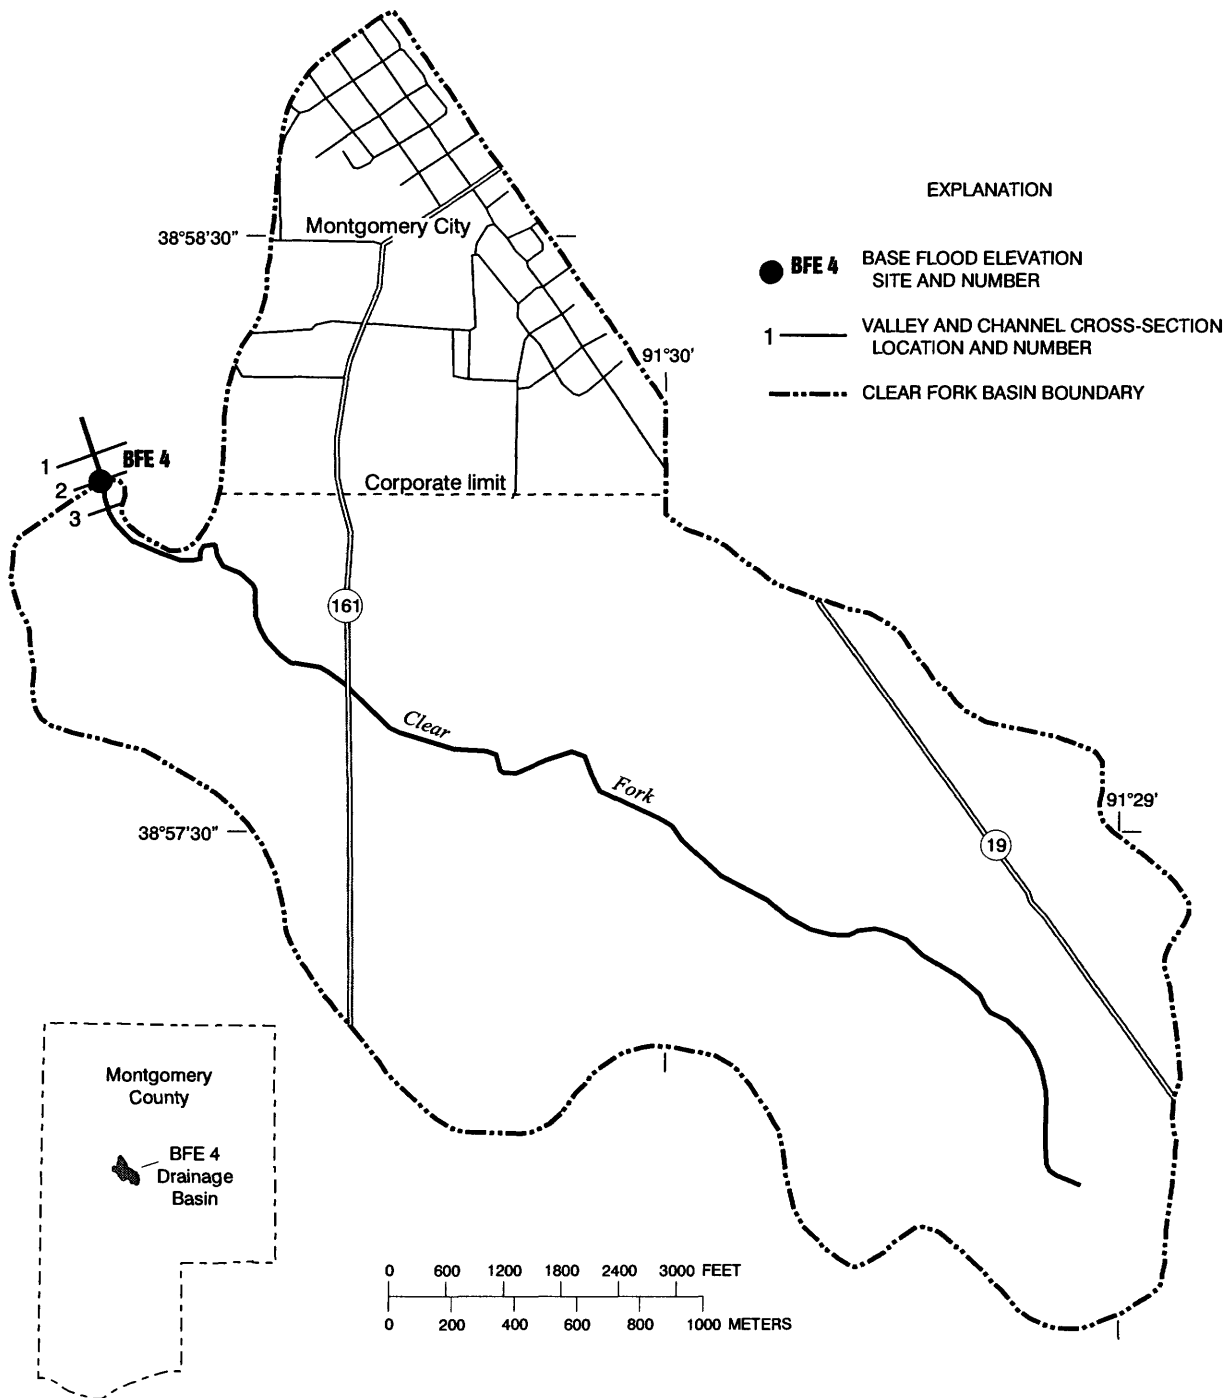 EXPLANATION
BFE 4
BASE FLOOD ELEVATION
SITE AND NUMBER
1
VALLEY AND CHANNEL CROSS-SECTION
LOCATION AND NUMBER
CLEAR FORK BASIN BOUNDARY
Montgomery City
38°58'30"
91°30'
1
BFE 4
2
3
Corporate limit
161
Clear
Fork
91°29'
38°57'30"
19
Montgomery
County
BFE 4
Drainage
Basin
0 600 1200 1800 2400 3000 FEET
0 200 400 600 800 1000 METERS